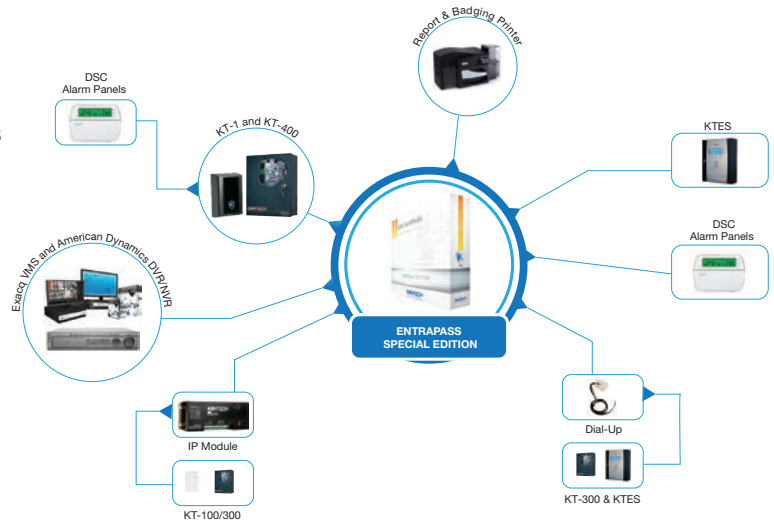 Report & Badging Printer
DSC
Alarm Panels
KT-1 and KT-400
KTES
DSC
Alarm Panels
Exacq VMS and American Dynamics DVR/NVR
ENTRAPASS
SPECIAL EDITION
IP Module
KT-100/300
Dial-Up
KT-300 & KTES